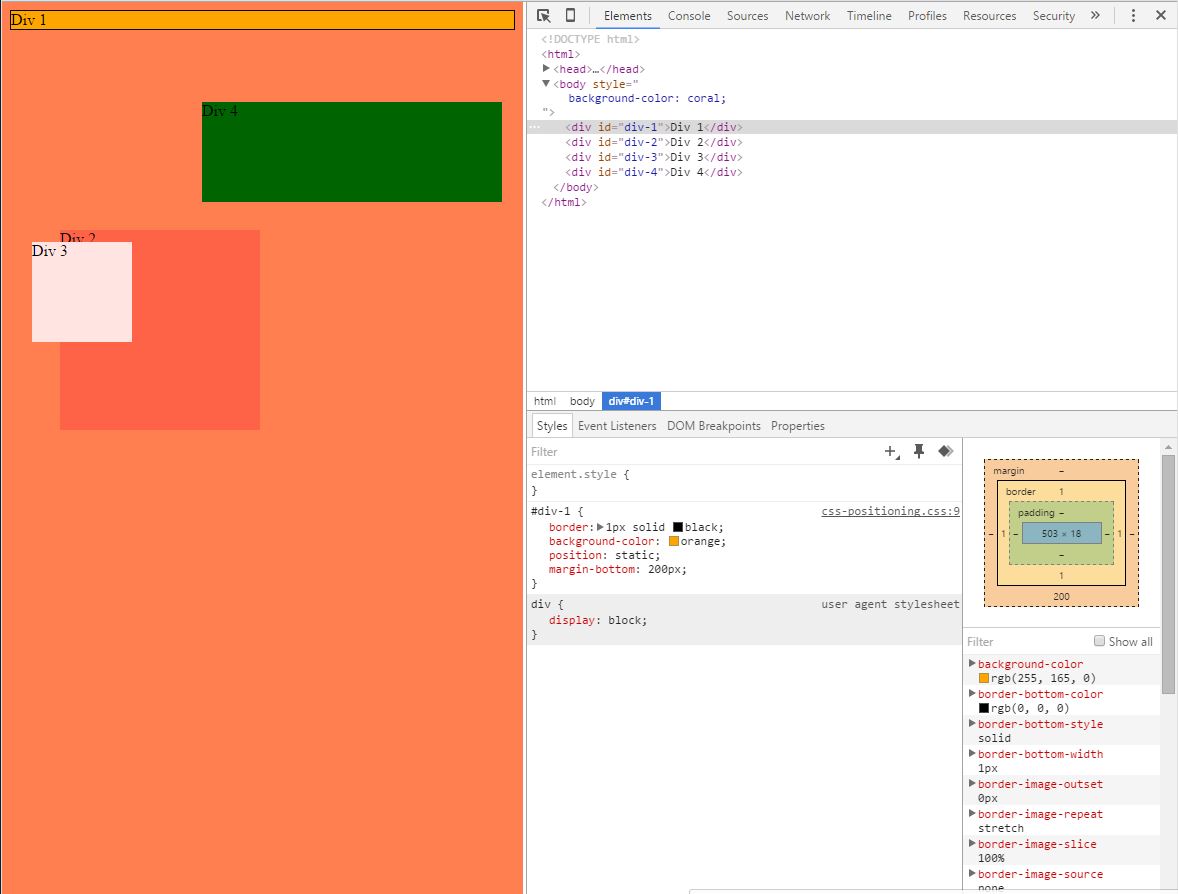 Div 1
Div 4
Div 2
Div 3
Elements Console Sources Network Timeline Profiles Resources Security »
<!DOCTYPE html>
<html>
<head>…</head>
<body style="
background-color: coral;
">
<div id="div-1">Div 1</div>
<div id="div-2">Div 2</div>
<div id="div-3">Div 3</div>
<div id="div-4">Div 4</div>
</body>
</html>
html body div#div-1
Styles Event Listeners DOM Breakpoints Properties
Filter
element.style {
}
#div-1 { css-positioning.css:9
border: 1px solid black;
background-color: orange;
position: static;
margin-bottom: 200px;
}
div { user agent stylesheet
display: block;
}
margin –
border 1
padding –
– 1 – 503 × 18 – 1 –
–
1
200
Filter Show all
background-color
rgb(255, 165, 0)
border-bottom-color
rgb(0, 0, 0)
border-bottom-style
solid
border-bottom-width
1px
border-image-outset
0px
border-image-repeat
stretch
border-image-slice
100%
border-image-source
none